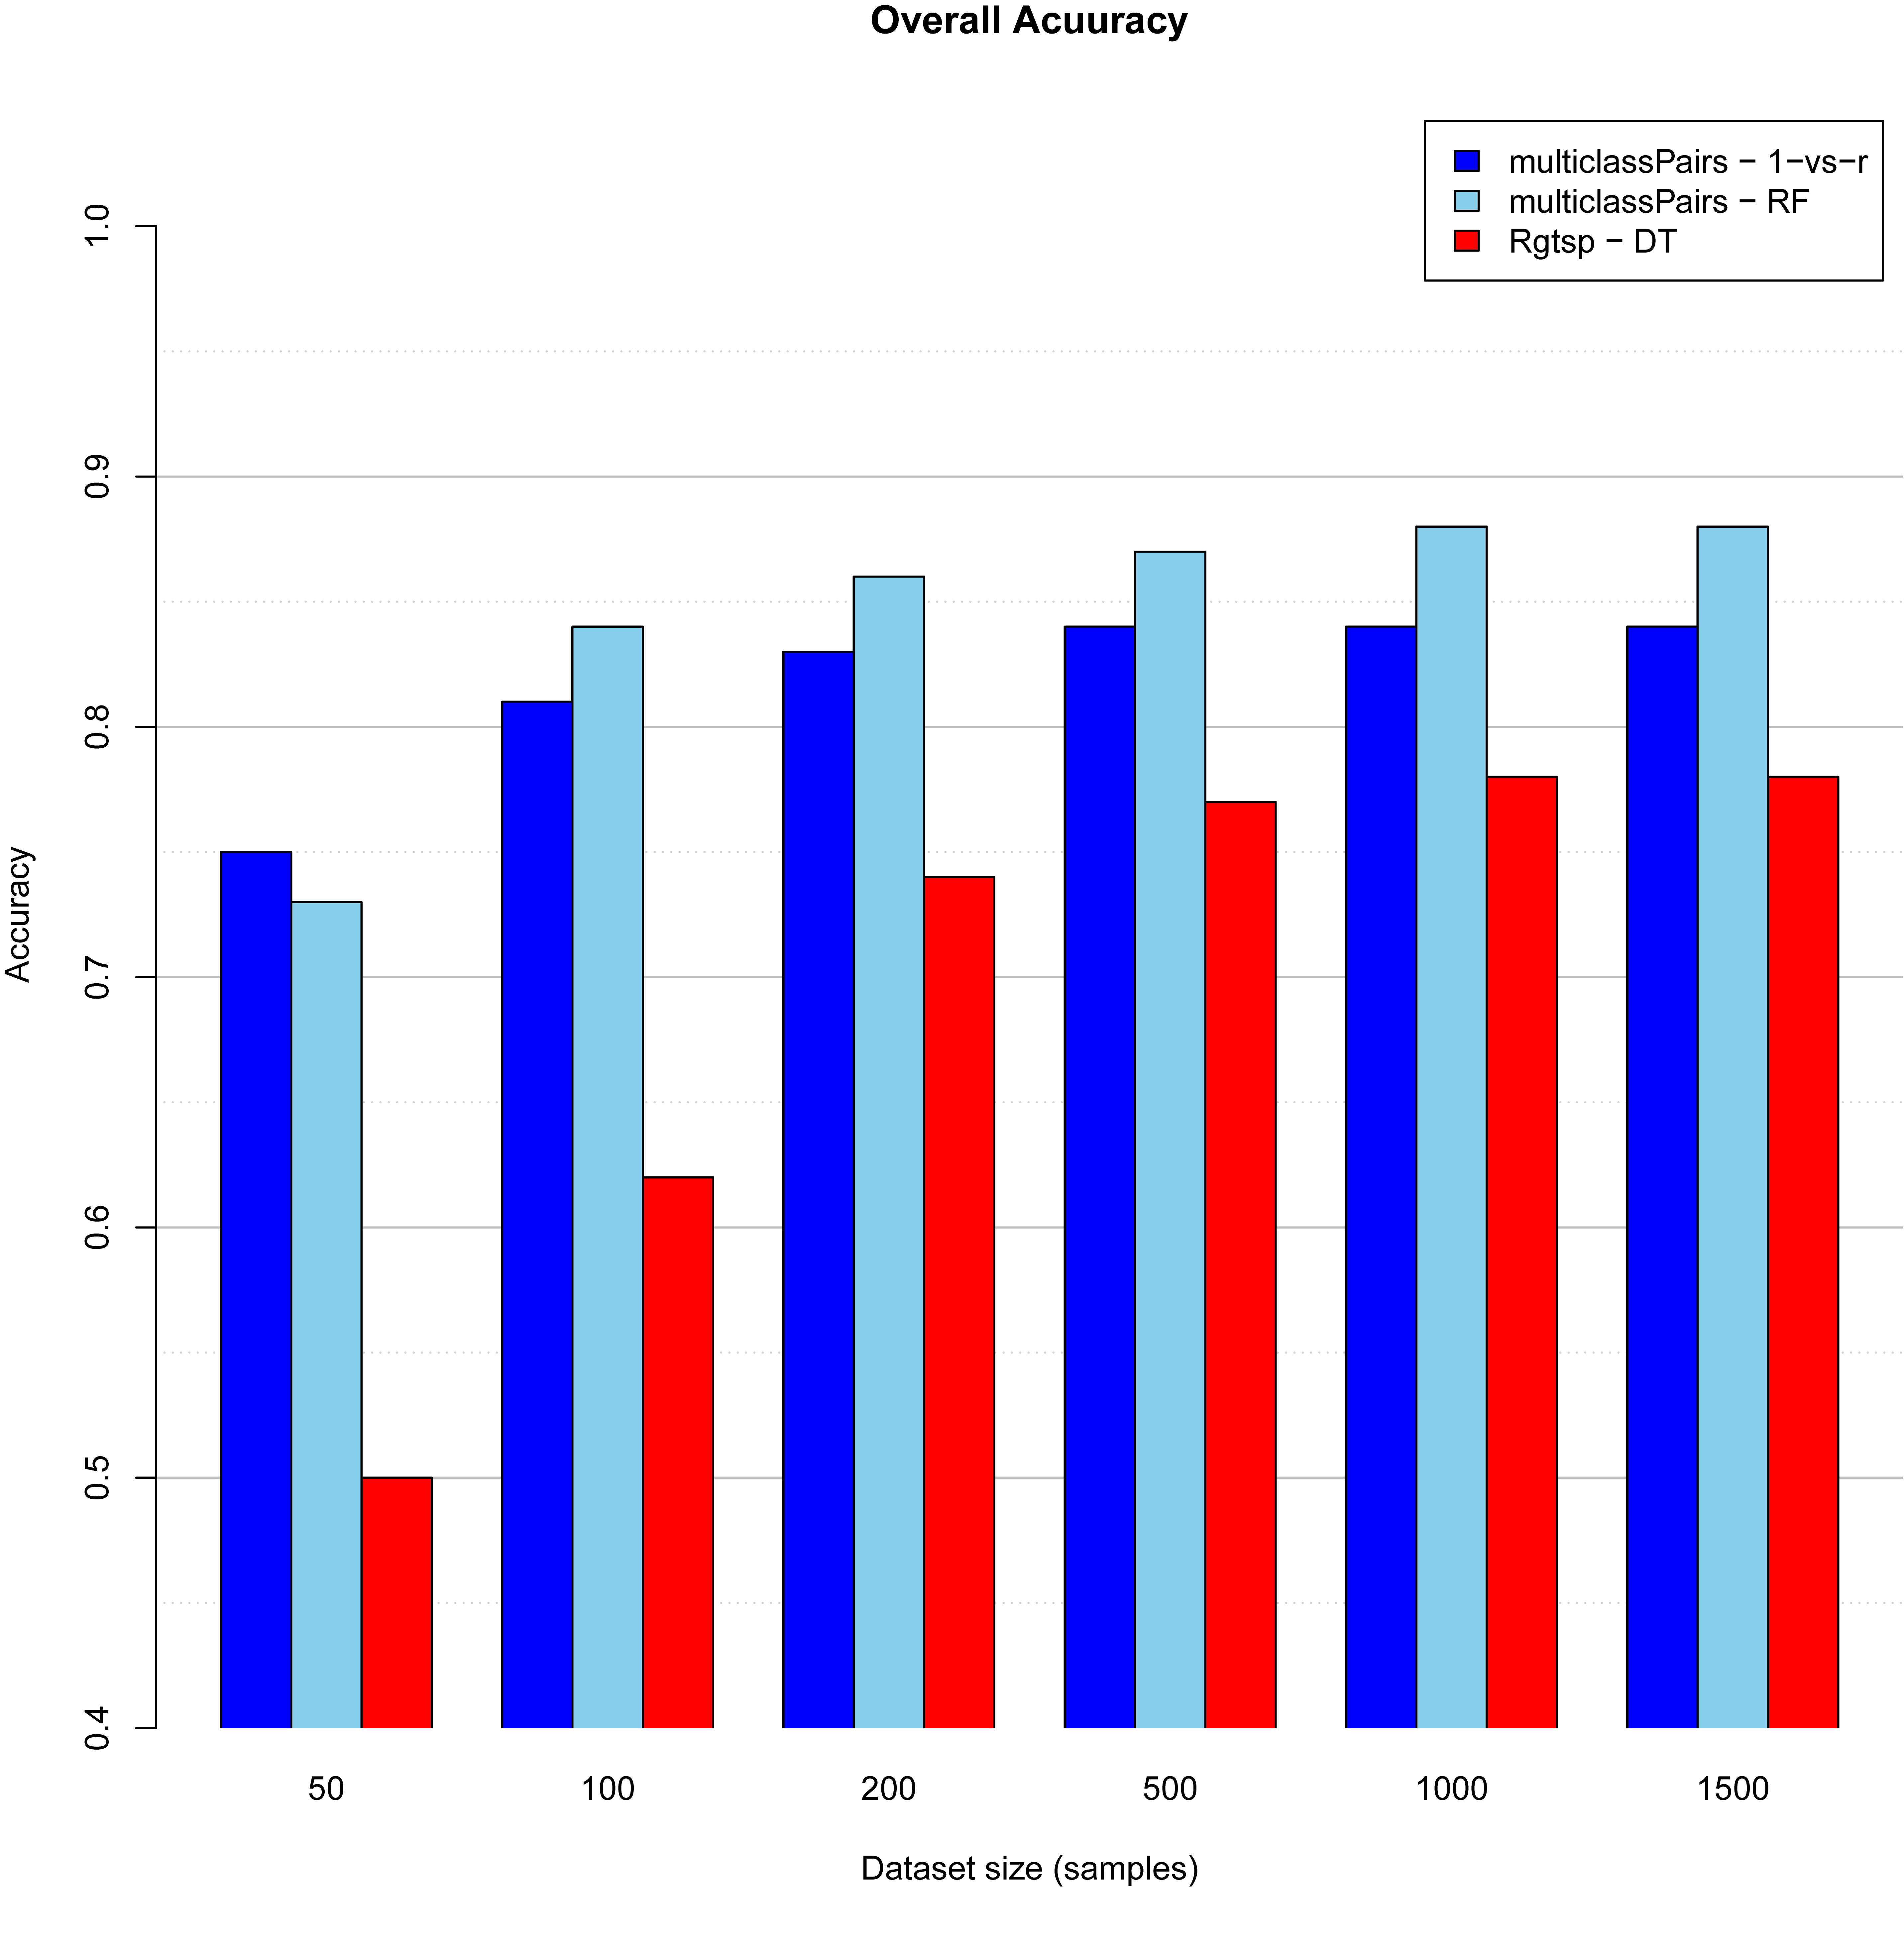 Overall Acuuracy
multiclassPairs − 1−vs−r
multiclassPairs − RF
Rgtsp − DT
1.0
0.9
0.8
0.7
0.6
0.5
0.4
Accuracy
50 100 200 500 1000 1500
Dataset size (samples)